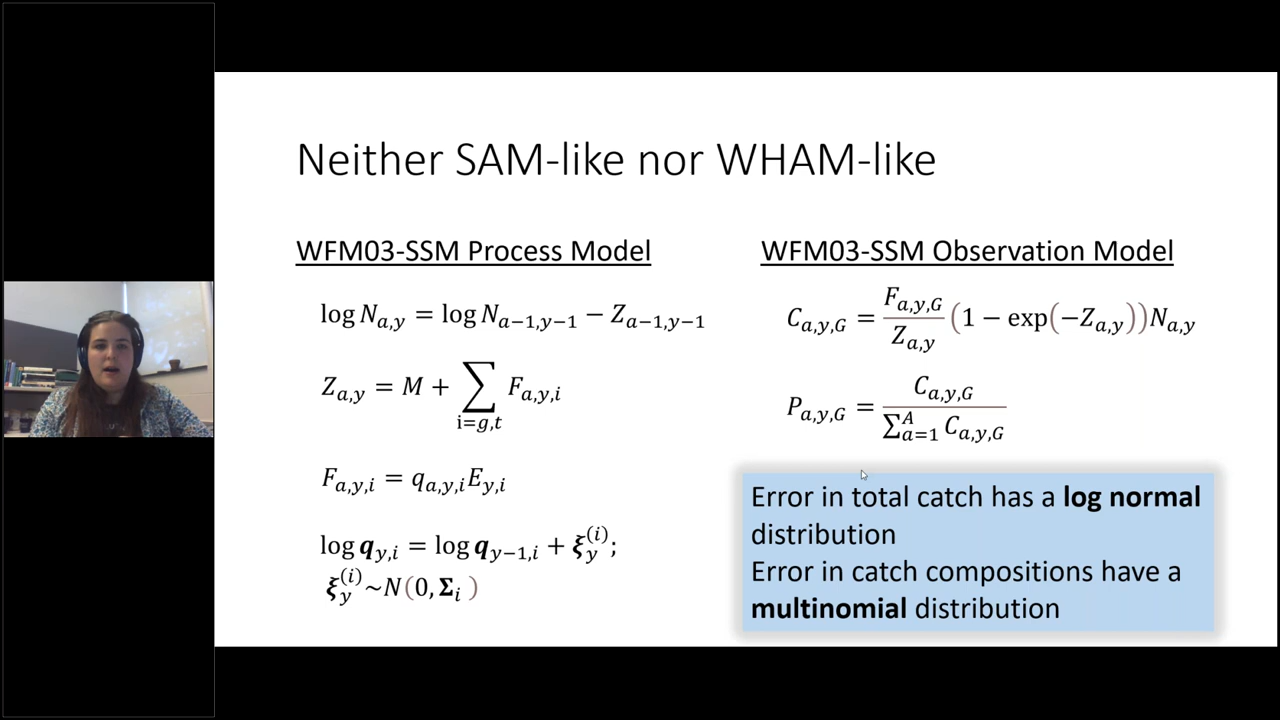 Neither SAM-like nor WHAM-like
WFM03-SSM Process Model
log N_{a,y} = log N_{a−1,y−1} − Z_{a−1,y−1}
Z_{a,y} = M + ∑_{i=g,t} F_{a,y,i}
F_{a,y,i} = q_{a,y,i}E_{y,i}
log q_{y,i} = log q_{y−1,i} + ξ_y^{(i)};
ξ_y^{(i)}~N(0, Σ_i )
WFM03-SSM Observation Model
C_{a,y,G} = F_{a,y,G}/Z_{a,y} (1 − exp(−Z_{a,y}))N_{a,y}
P_{a,y,G} = C_{a,y,G}/∑_{a=1}^{A} C_{a,y,G}
Error in total catch has a log normal
distribution
Error in catch compositions have a
multinomial distribution